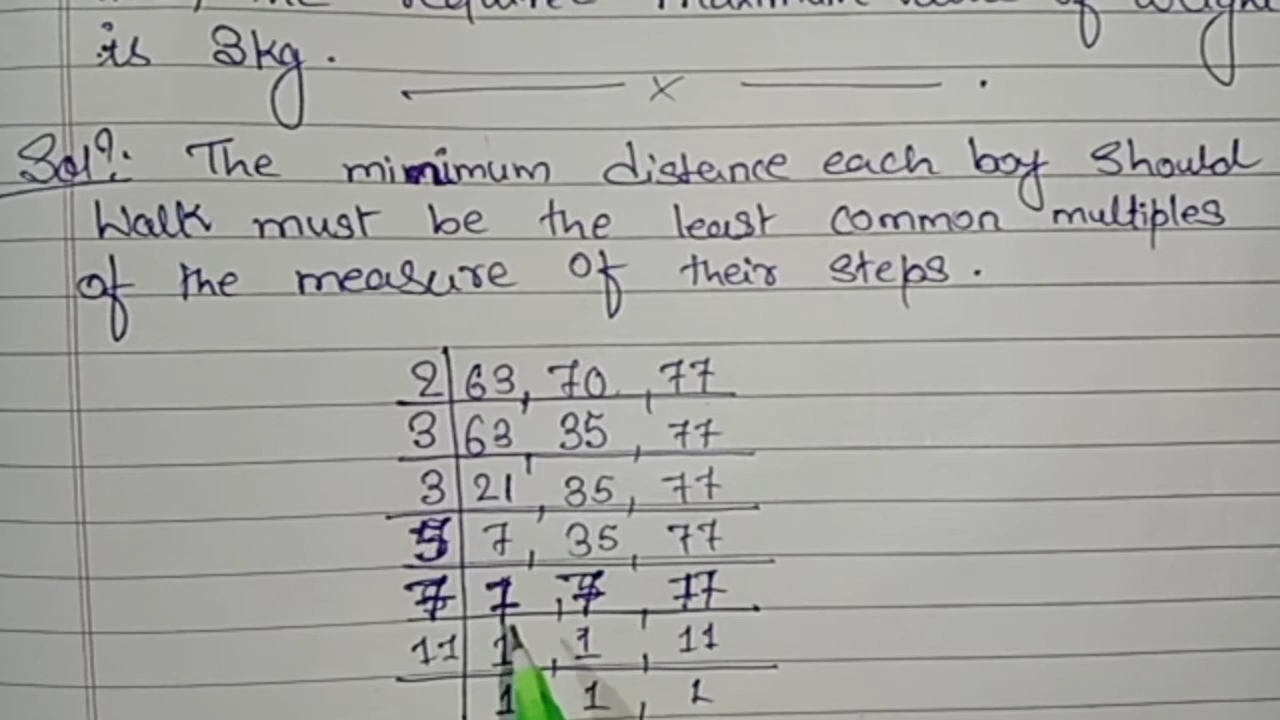 of
is 3kg.
x .
Solⁿ: The minimum distance each boy should
Walk must be the least common multiples
of the measure of their steps.
2 | 63, 70, 77
3 | 63, 35, 77
3 | 21, 35, 77
5 | 7, 35, 77
7 | 7, 7, 77
11 | 1, 1, 11
1 1, 1